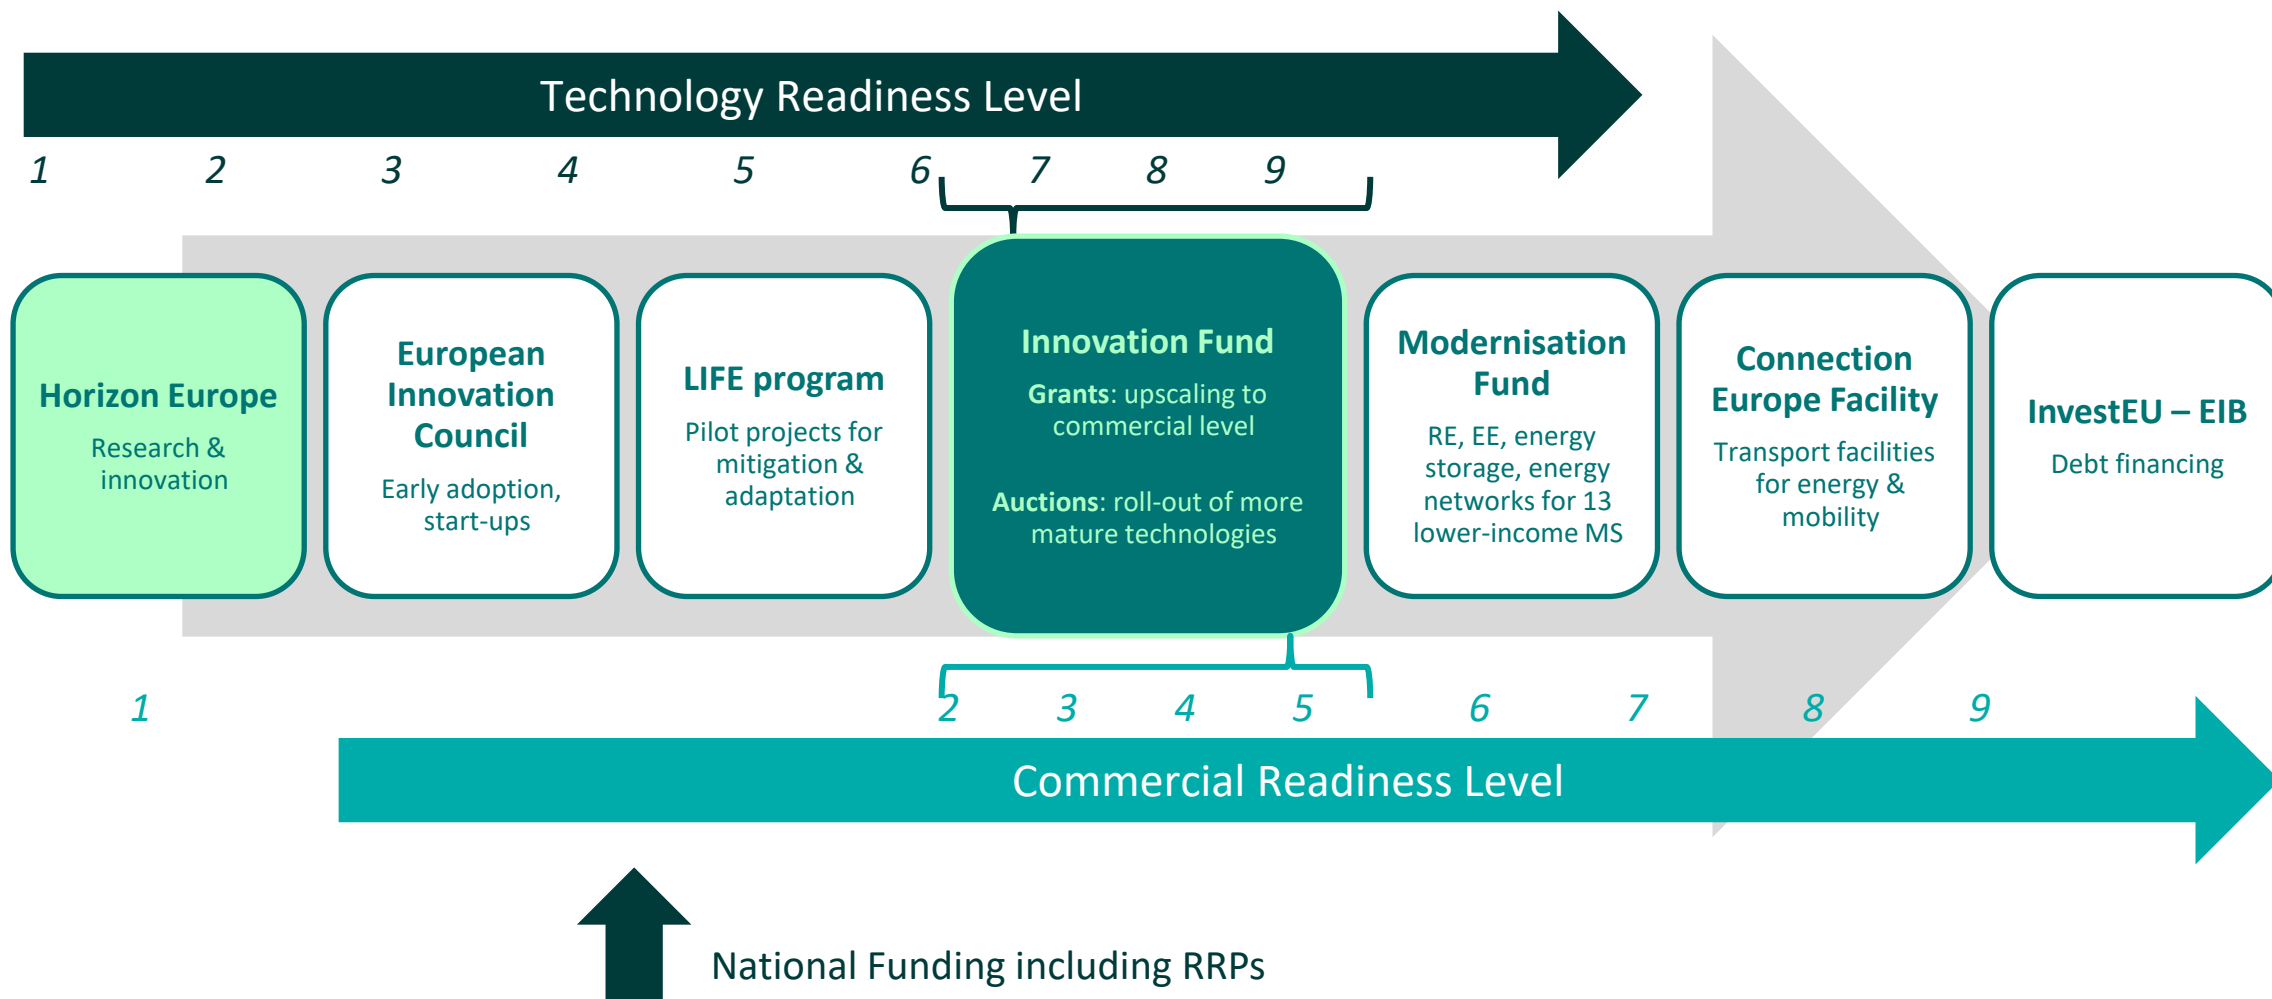 Technology Readiness Level
1 2 3 4 5 6 7 8 9
Horizon Europe
Research &
innovation
European
Innovation
Council
Early adoption,
start-ups
LIFE program
Pilot projects for
mitigation &
adaptation
Innovation Fund
Grants: upscaling to
commercial level
Auctions: roll-out of more
mature technologies
Modernisation
Fund
RE, EE, energy
storage, energy
networks for 13
lower-income MS
Connection
Europe Facility
Transport facilities
for energy &
mobility
InvestEU – EIB
Debt financing
1 2 3 4 5 6 7 8 9
Commercial Readiness Level
National Funding including RRPs